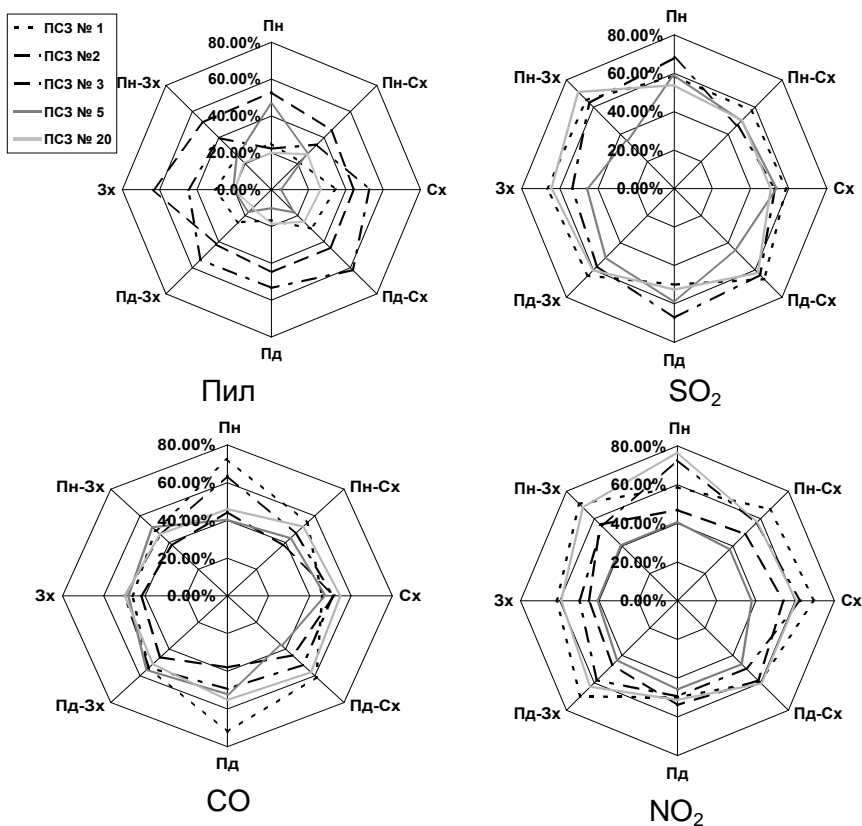 ПСЗ № 1
ПСЗ №2
ПСЗ № 3
ПСЗ № 5
ПСЗ № 20
Пн
80.00%
60.00%
40.00%
20.00%
0.00%
Пн-Сх
Сх
Пд-Сх
Пд
Пд-Зх
Зх
Пн-Зх
Пил
Пн
80.00%
60.00%
40.00%
20.00%
0.00%
Пн-Сх
Сх
Пд-Сх
Пд
Пд-Зх
Зх
Пн-Зх
SO₂
Пн
80.00%
60.00%
40.00%
20.00%
0.00%
Пн-Сх
Сх
Пд-Сх
Пд
Пд-Зх
Зх
Пн-Зх
CO
Пн
80.00%
60.00%
40.00%
20.00%
0.00%
Пн-Сх
Сх
Пд-Сх
Пд
Пд-Зх
Зх
Пн-Зх
NO₂